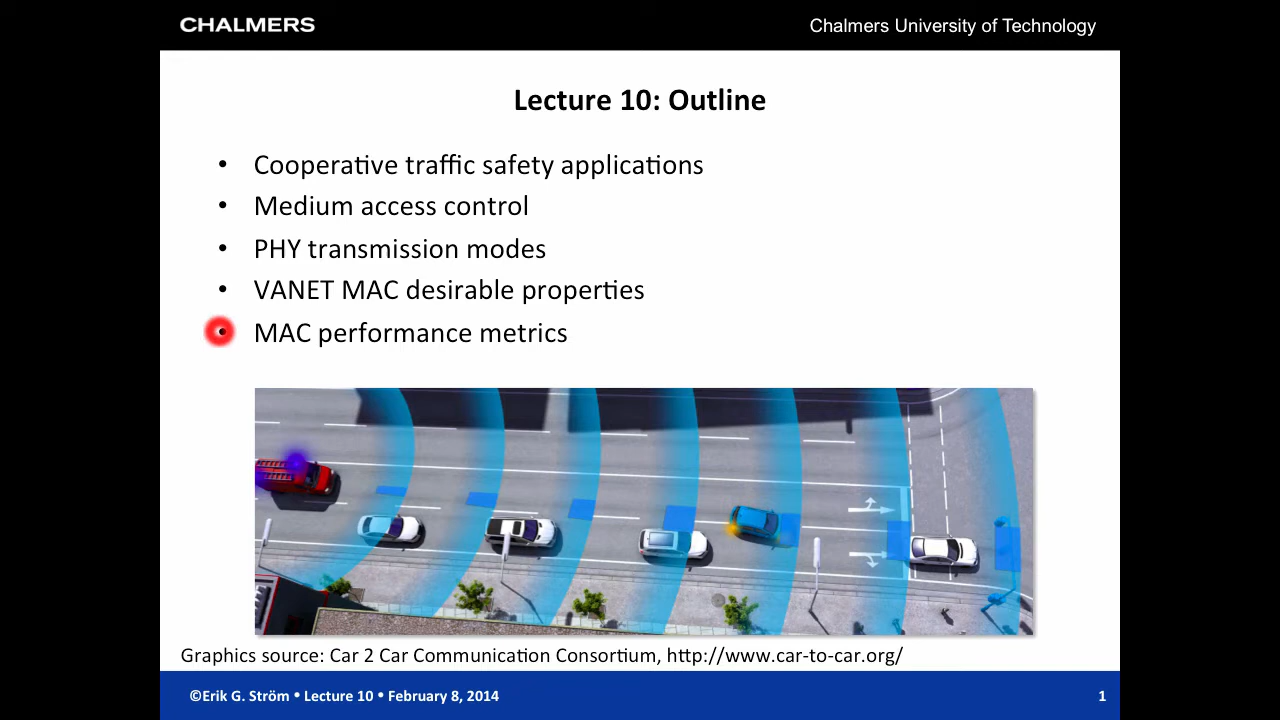 CHALMERS
Chalmers University of Technology
Lecture 10: Outline
• Cooperative traffic safety applications
• Medium access control
• PHY transmission modes
• VANET MAC desirable properties
• MAC performance metrics
Graphics source: Car 2 Car Communication Consortium, http://www.car-to-car.org/
©Erik G. Ström • Lecture 10 • February 8, 2014
1